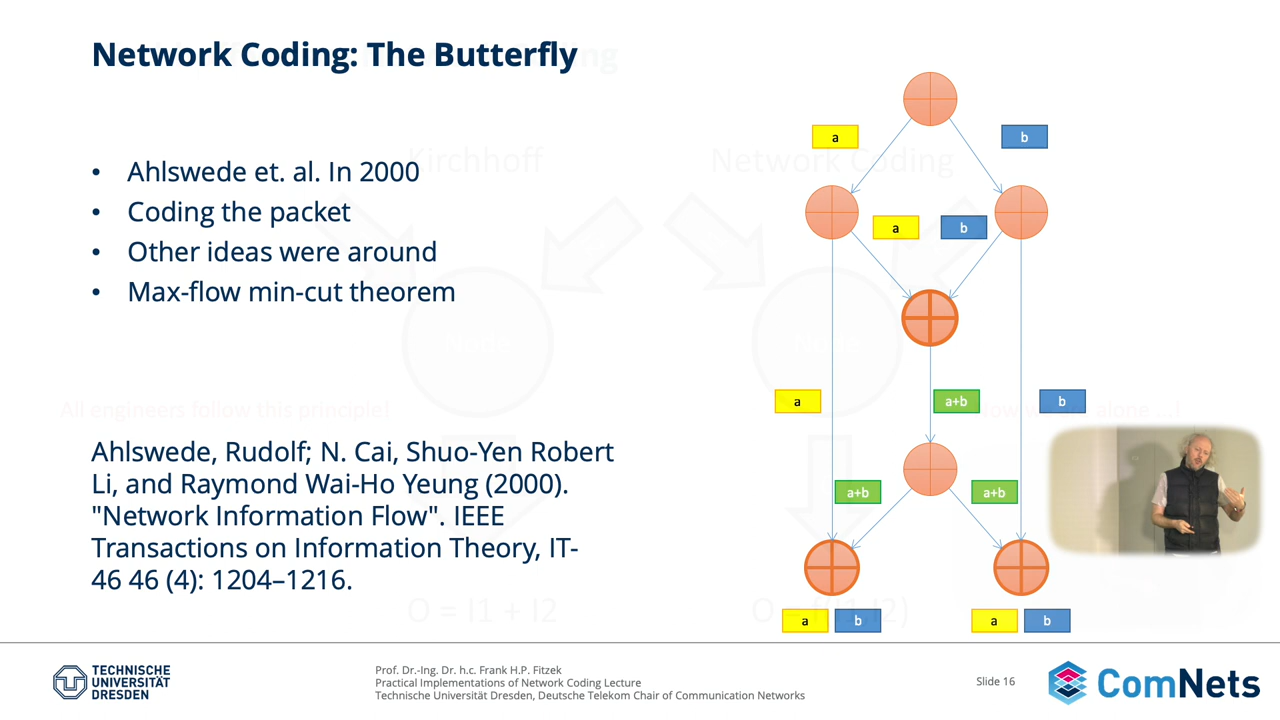 Network Coding: The Butterfly
• Ahlswede et. al. In 2000
• Coding the packet
• Other ideas were around
• Max-flow min-cut theorem
Ahlswede, Rudolf; N. Cai, Shuo-Yen Robert
Li, and Raymond Wai-Ho Yeung (2000).
"Network Information Flow". IEEE
Transactions on Information Theory, IT-
46 46 (4): 1204–1216.
Kirchhoff
Network Coding
All engineers follow this principle!
O = I1 + I2
a b
a b
a a+b b
a+b a+b
a b a b
TECHNISCHE
UNIVERSITÄT
DRESDEN
Prof. Dr.-Ing. Dr. h.c. Frank H.P. Fitzek
Practical Implementations of Network Coding Lecture
Technische Universität Dresden, Deutsche Telekom Chair of Communication Networks
Slide 16
ComNets